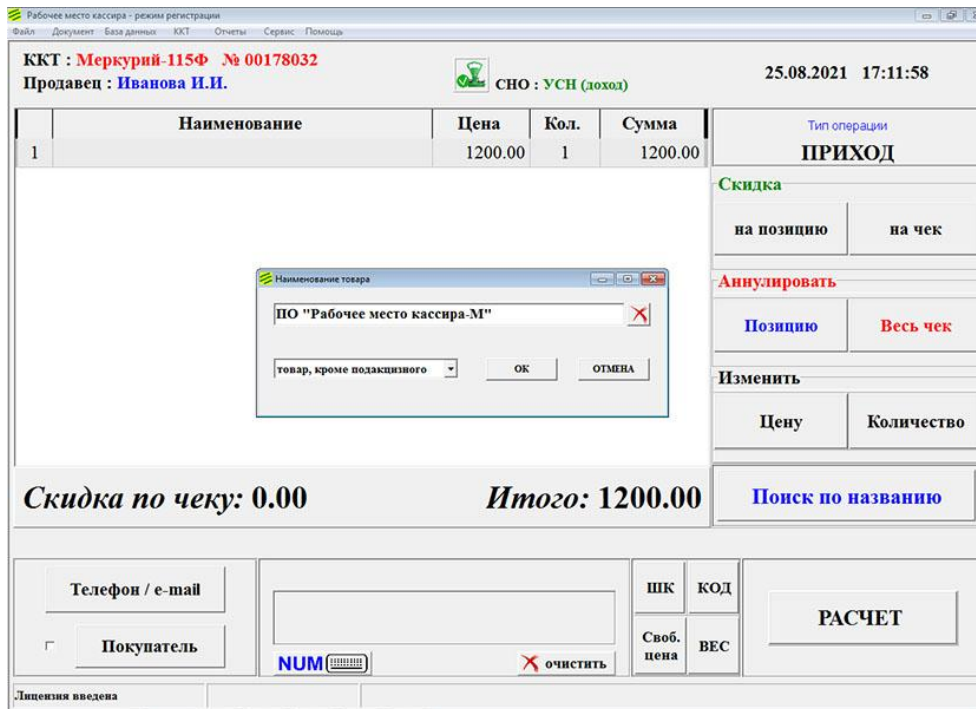 Рабочее место кассира - режим регистрации
Файл Документ База данных ККТ Отчеты Сервис Помощь
ККТ : Меркурий-115Ф № 00178032
Продавец : Иванова И.И.
СНО : УСН (доход)
25.08.2021 17:11:58
Наименование Цена Кол. Сумма
1 1200.00 1 1200.00
Тип операции
ПРИХОД
Скидка
на позицию на чек
Аннулировать
Позицию Весь чек
Изменить
Цену Количество
Наименование товара
ПО "Рабочее место кассира-М"
товар, кроме подакцизного ОК ОТМЕНА
Скидка по чеку: 0.00 Итого: 1200.00
Поиск по названию
Телефон / e-mail
Покупатель
NUM
очистить
ШК КОД
Своб. цена ВЕС
РАСЧЕТ
Лицензия введена